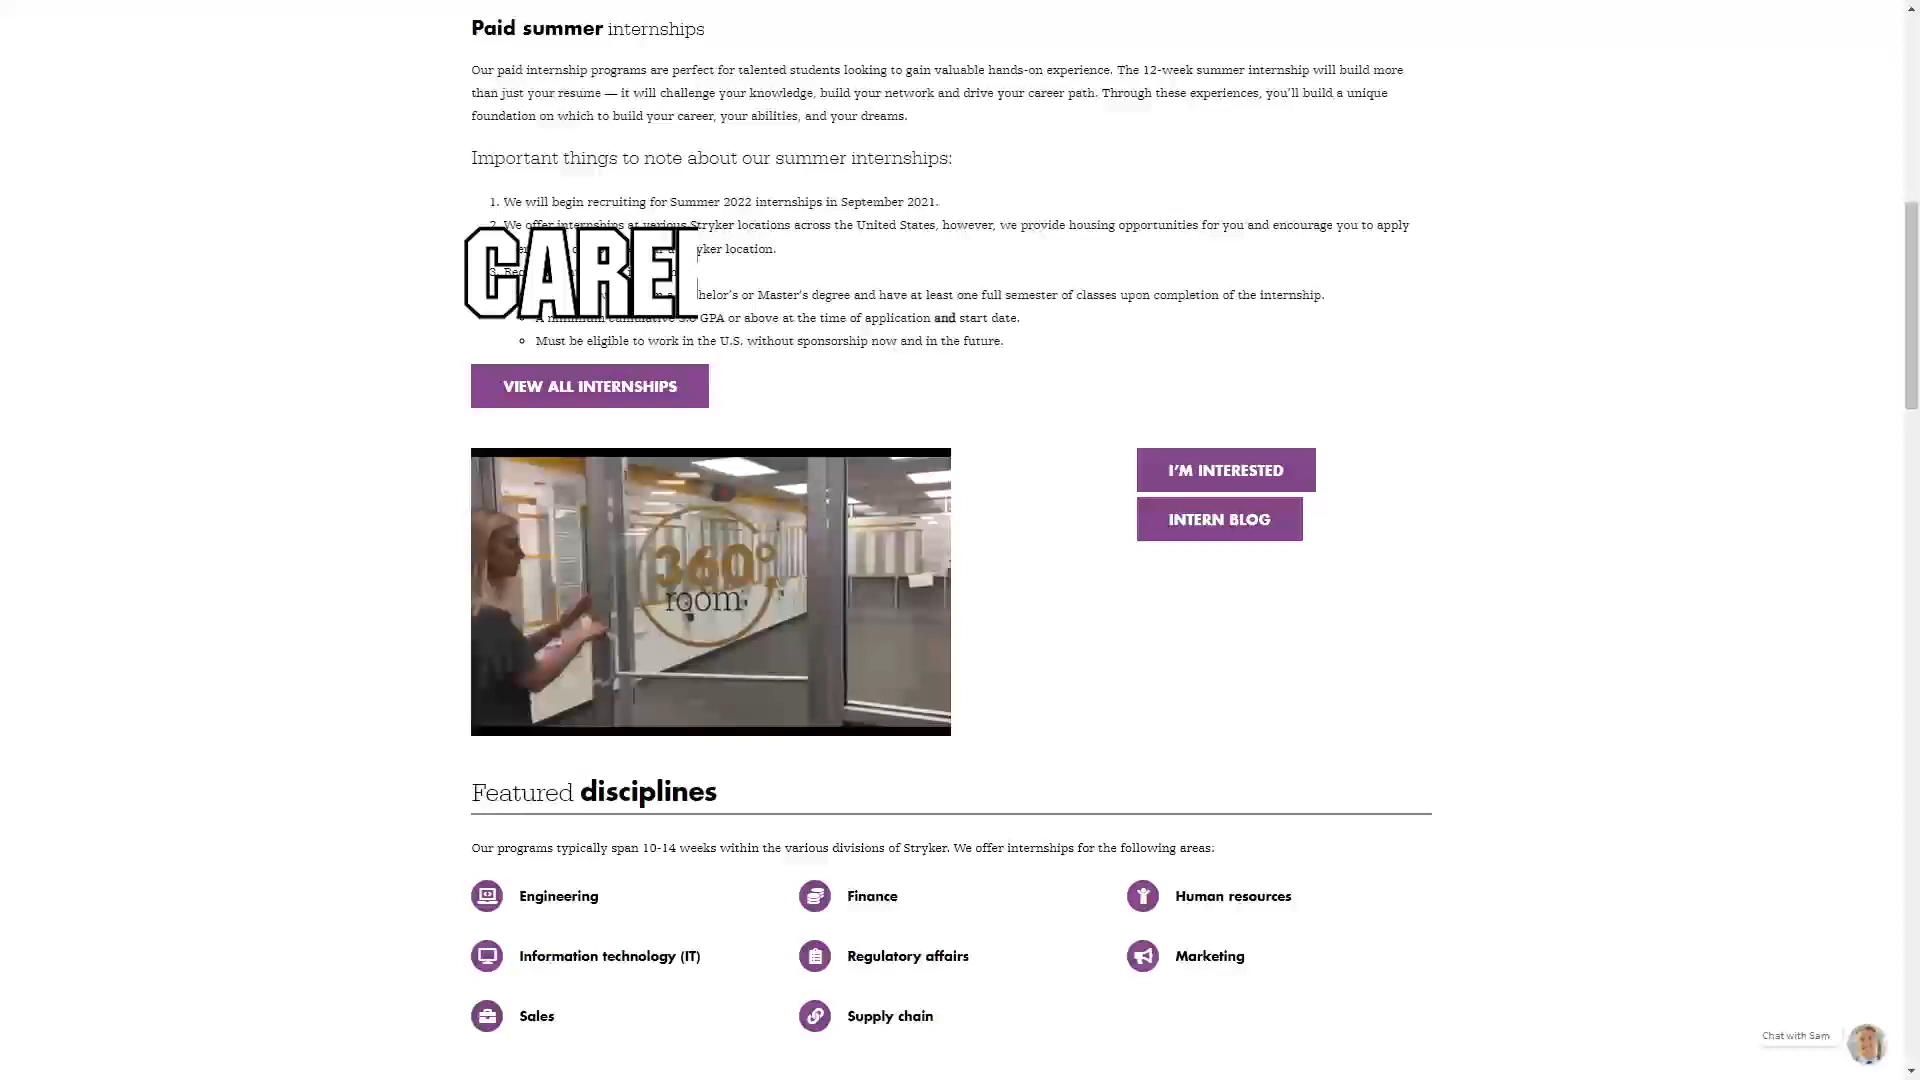 Paid summer internships
Our paid internship programs are perfect for talented students looking to gain valuable hands-on experience. The 12-week summer internship will build more
than just your resume — it will challenge your knowledge, build your network and drive your career path. Through these experiences, you'll build a unique
foundation on which to build your career, your abilities, and your dreams.
Important things to note about our summer internships:
1. We will begin recruiting for Summer 2022 internships in September 2021.
2. We offer internships at various Stryker locations across the United States, however, we provide housing opportunities for you and encourage you to apply
location.
CARE
3.
or Master's degree and have at least one full semester of classes upon completion of the internship.
A minimum cumulative 3.0 GPA or above at the time of application and start date.
Must be eligible to work in the U.S. without sponsorship now and in the future.
VIEW ALL INTERNSHIPS
I'M INTERESTED
INTERN BLOG
360°
room
Featured disciplines
Our programs typically span 10-14 weeks within the various divisions of Stryker. We offer internships for the following areas:
Engineering
Finance
Human resources
Information technology (IT)
Regulatory affairs
Marketing
Sales
Supply chain
Chat with Sam